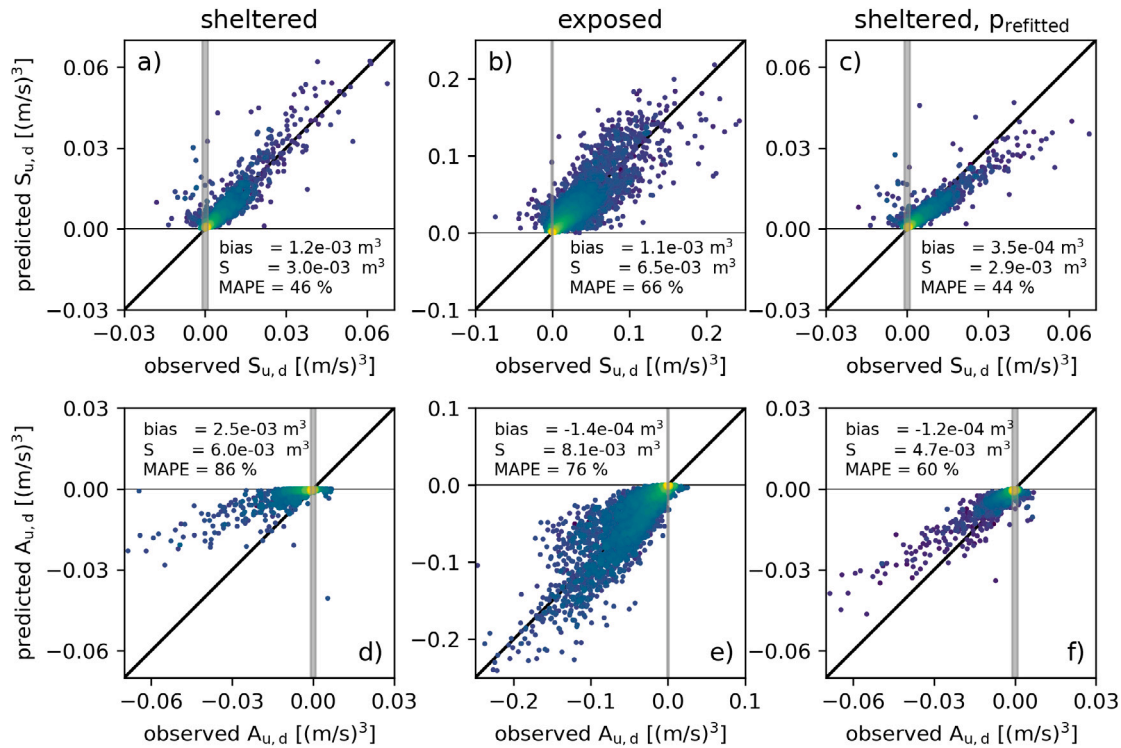 sheltered exposed sheltered, p_refitted
a) b) c)
0.06 0.2 0.06
0.03 0.1 0.03
0.00 0.0 0.00
−0.03 −0.1 −0.03
predicted S_u, d [(m/s)³]
bias = 1.2e-03 m³
S = 3.0e-03 m³
MAPE = 46 %
bias = 1.1e-03 m³
S = 6.5e-03 m³
MAPE = 66 %
bias = 3.5e-04 m³
S = 2.9e-03 m³
MAPE = 44 %
−0.03 0.00 0.03 0.06 −0.1 0.0 0.1 0.2 −0.03 0.00 0.03 0.06
observed S_u, d [(m/s)³] observed S_u, d [(m/s)³] observed S_u, d [(m/s)³]
0.03 0.1 0.03
0.00 0.0 0.00
−0.03 −0.1 −0.03
−0.06 −0.2 −0.06
predicted A_u, d [(m/s)³]
bias = 2.5e-03 m³
S = 6.0e-03 m³
MAPE = 86 %
bias = -1.4e-04 m³
S = 8.1e-03 m³
MAPE = 76 %
bias = -1.2e-04 m³
S = 4.7e-03 m³
MAPE = 60 %
d) e) f)
−0.06 −0.03 0.00 0.03 −0.2 −0.1 0.0 0.1 −0.06 −0.03 0.00 0.03
observed A_u, d [(m/s)³] observed A_u, d [(m/s)³] observed A_u, d [(m/s)³]